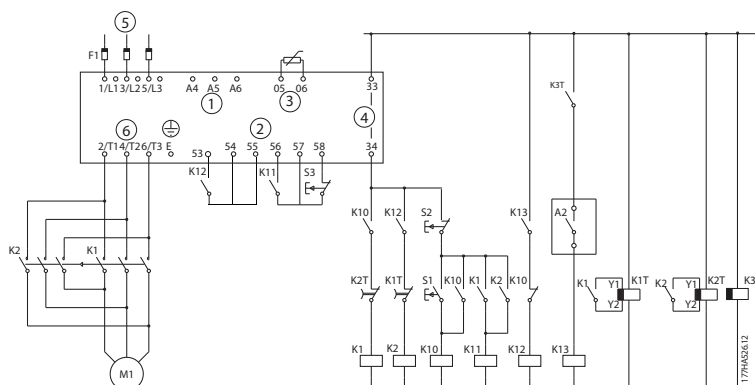 5
F1
1/L1 3/L2 5/L3 A4 A5 A6 05 06 33
1 3
K3T
6 2 4
2/T1 4/T2 6/T3 E 53 54 55 56 57 58 34
K12 K11 S3
K10 K12 S2 K13 A2
K2 K1
K2T K1T S1 K10 K1 K2 K10 K1 Y1 K1T K2 Y1 K2T K3
Y2 Y2
K1 K2 K10 K11 K12 K13
M1
177HA526.12